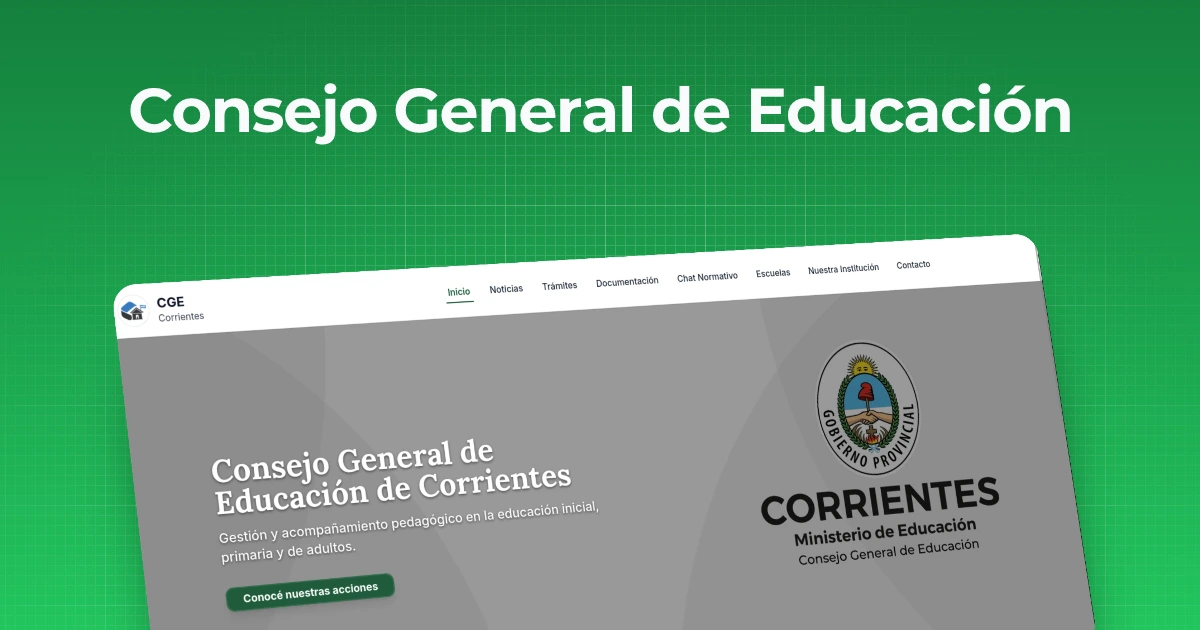 Consejo General de Educación
CGE
Corrientes
Inicio
Noticias
Trámites
Documentación
Chat Normativo
Escuelas
Nuestra Institución
Contacto
Consejo General de
Educación de Corrientes
Gestión y acompañamiento pedagógico en la educación inicial,
primaria y de adultos.
Conocé nuestras acciones
GOBIERNO PROVINCIAL
CORRIENTES
Ministerio de Educación
Consejo General de Educación